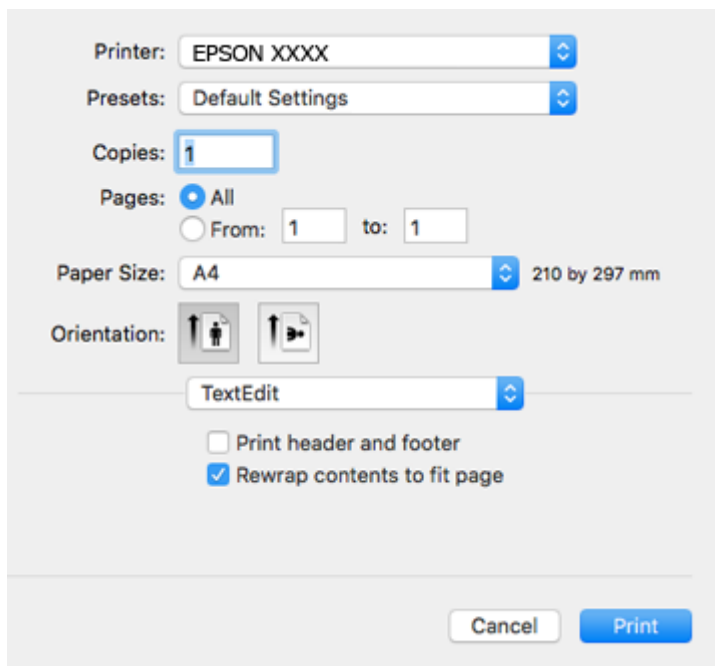 Printer: EPSON XXXX
Presets: Default Settings
Copies: 1
Pages: All
From: 1 to: 1
Paper Size: A4 210 by 297 mm
Orientation:
TextEdit
Print header and footer
Rewrap contents to fit page
Cancel Print